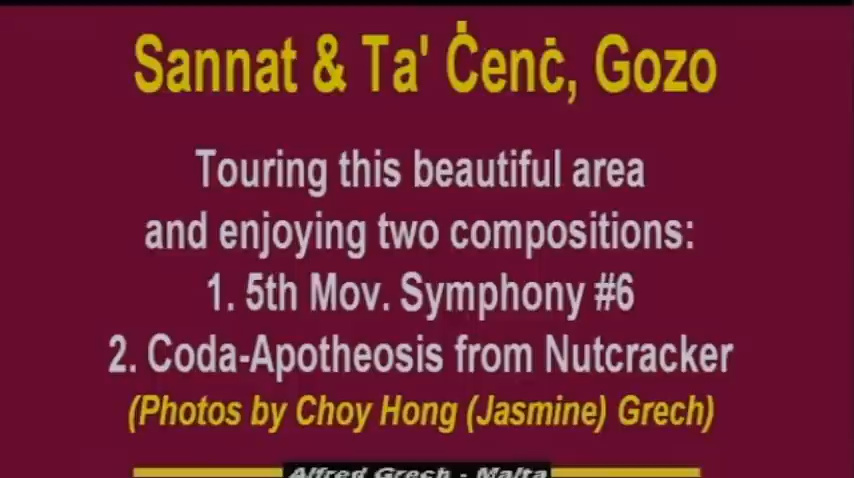 Sannat & Ta' Ċenċ, Gozo
Touring this beautiful area
and enjoying two compositions:
1. 5th Mov. Symphony #6
2. Coda-Apotheosis from Nutcracker
(Photos by Choy Hong (Jasmine) Grech)
Alfred Grech - Malta